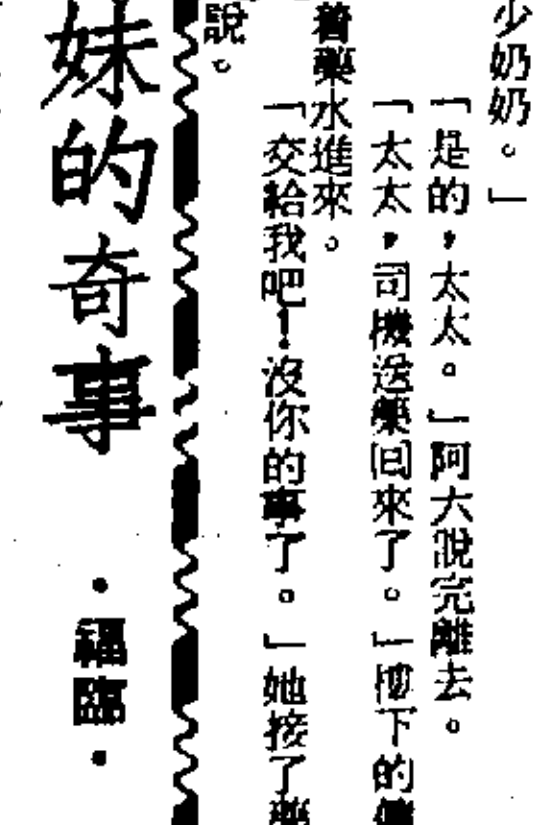 少奶奶。」
「是的，太太。」阿大說完離去。
「太太，司機送藥回來了。」樓下的傭
着藥水進來。
「交給我吧！沒你的事了。」她接了藥
說。
妹的奇事
·福臨·